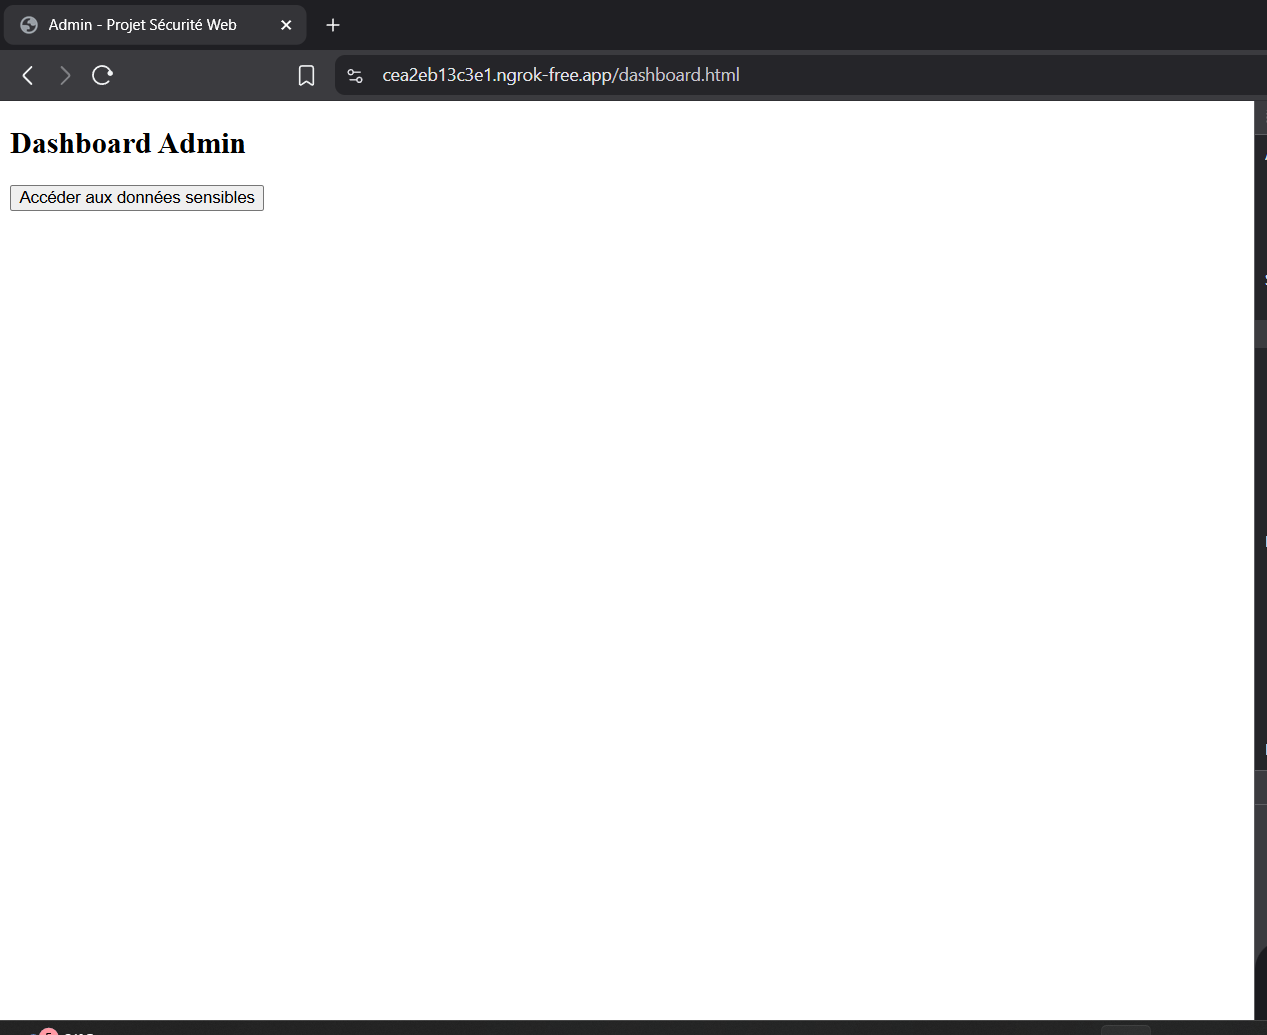 Admin - Projet Sécurité Web
cea2eb13c3e1.ngrok-free.app/dashboard.html
Dashboard Admin
Accéder aux données sensibles